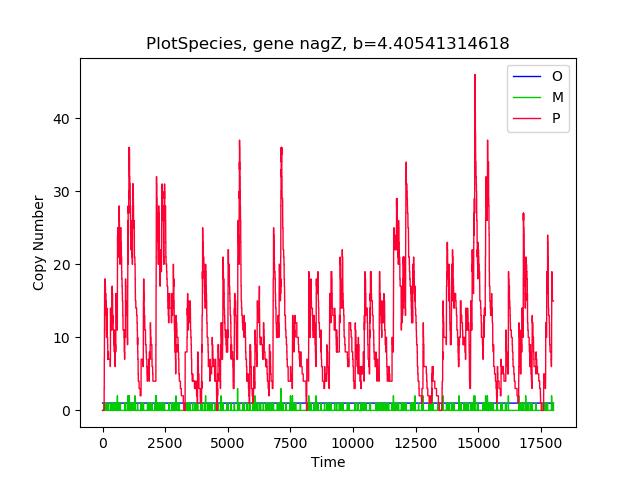 PlotSpecies, gene nagZ, b=4.40541314618
O
M
P
40
30
20
10
0
Copy Number
0 2500 5000 7500 10000 12500 15000 17500
Time